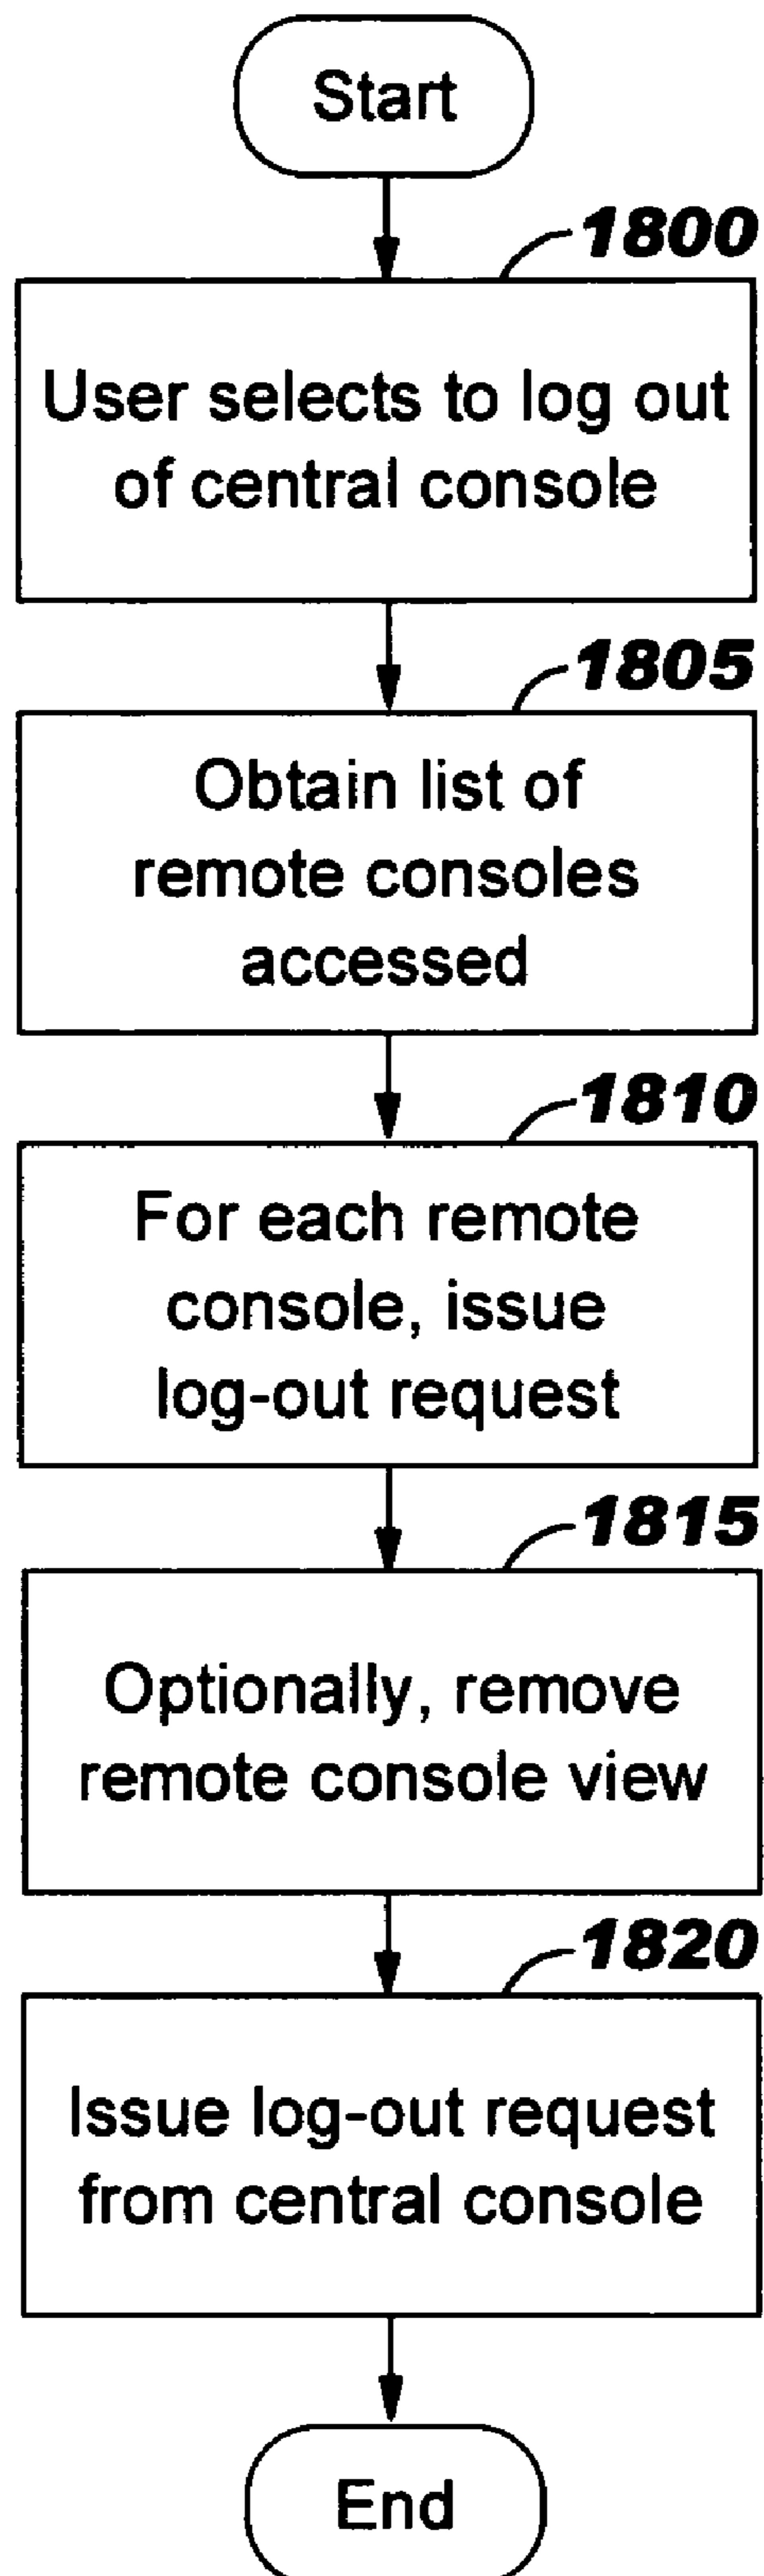 Start
1800
User selects to log out
of central console
1805
Obtain list of
remote consoles
accessed
1810
For each remote
console, issue
log-out request
1815
Optionally, remove
remote console view
1820
Issue log-out request
from central console
End